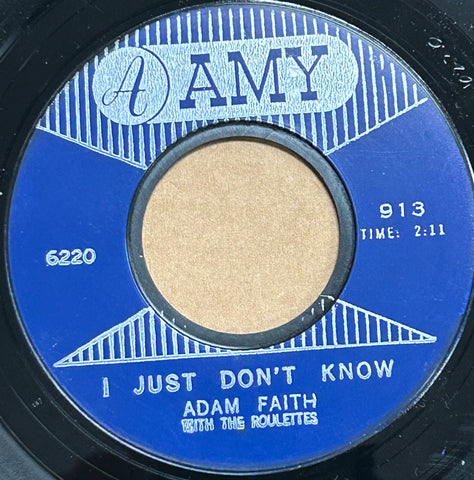 A AMY
913
TIME: 2:11
6220
I JUST DON'T KNOW
ADAM FAITH
WITH THE ROULETTES